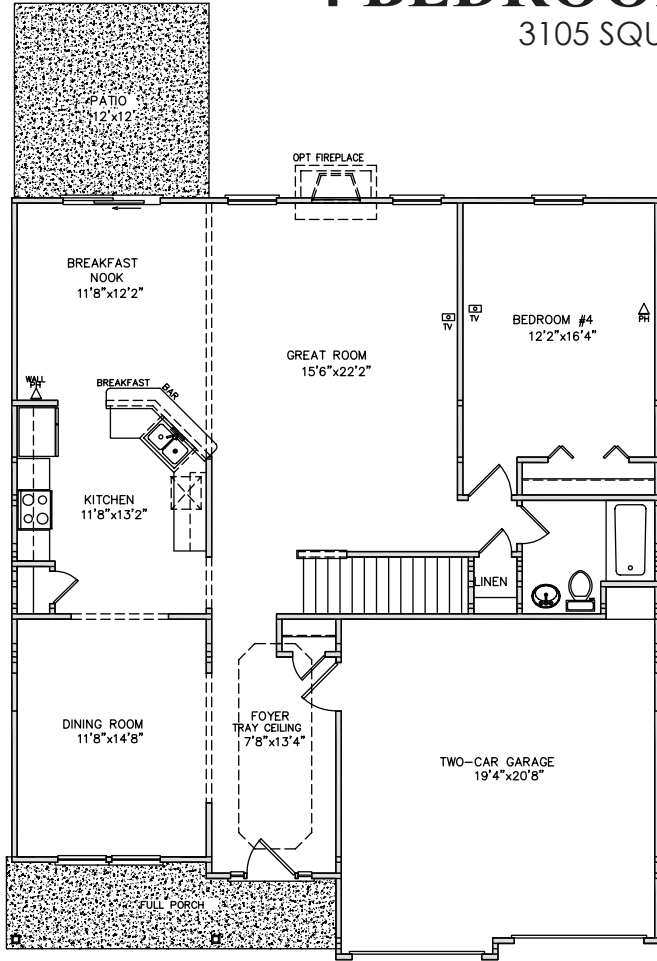 4 BEDROO
3105 SQU
PATIO
12'x12'
OPT FIREPLACE
BREAKFAST
NOOK
11'8"x12'2"
TV
TV
BEDROOM #4
12'2"x16'4"
PH
GREAT ROOM
15'6"x22'2"
WALL
PH
BREAKFAST BAR
KITCHEN
11'8"x13'2"
LINEN
DINING ROOM
11'8"x14'8"
FOYER
TRAY CEILING
7'8"x13'4"
TWO-CAR GARAGE
19'4"x20'8"
FULL PORCH